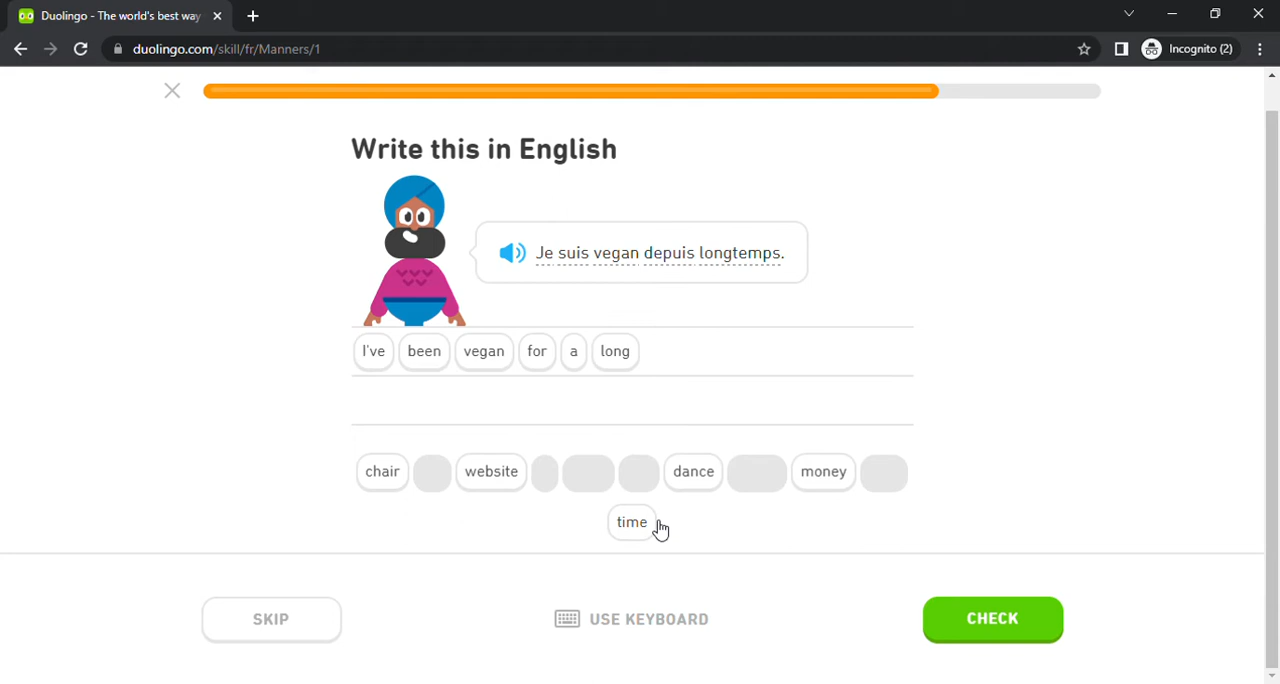 Duolingo - The world's best way
duolingo.com/skill/fr/Manners/1
Incognito (2)
Write this in English
Je suis vegan depuis longtemps.
I've been vegan for a long
chair website dance money
time
SKIP USE KEYBOARD CHECK